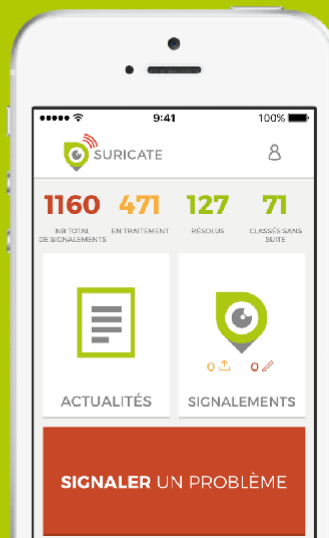 9:41
100%
SURICATE
1160 471 127 71
NB TOTAL
DE SIGNALEMENTS
EN TRAITEMENT
RÉSOLUS
CLASSÉS SANS
SUITE
ACTUALITÉS
0 0
SIGNALEMENTS
SIGNALER UN PROBLÈME